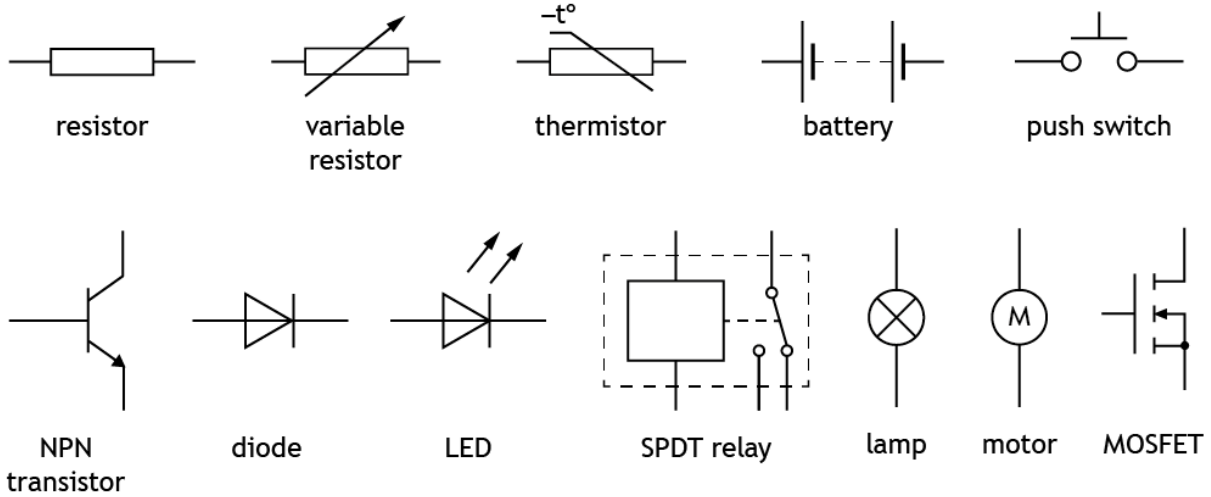 –t°
resistor
variable
resistor
thermistor
battery
push switch
M
NPN
transistor
diode
LED
SPDT relay
lamp
motor
MOSFET